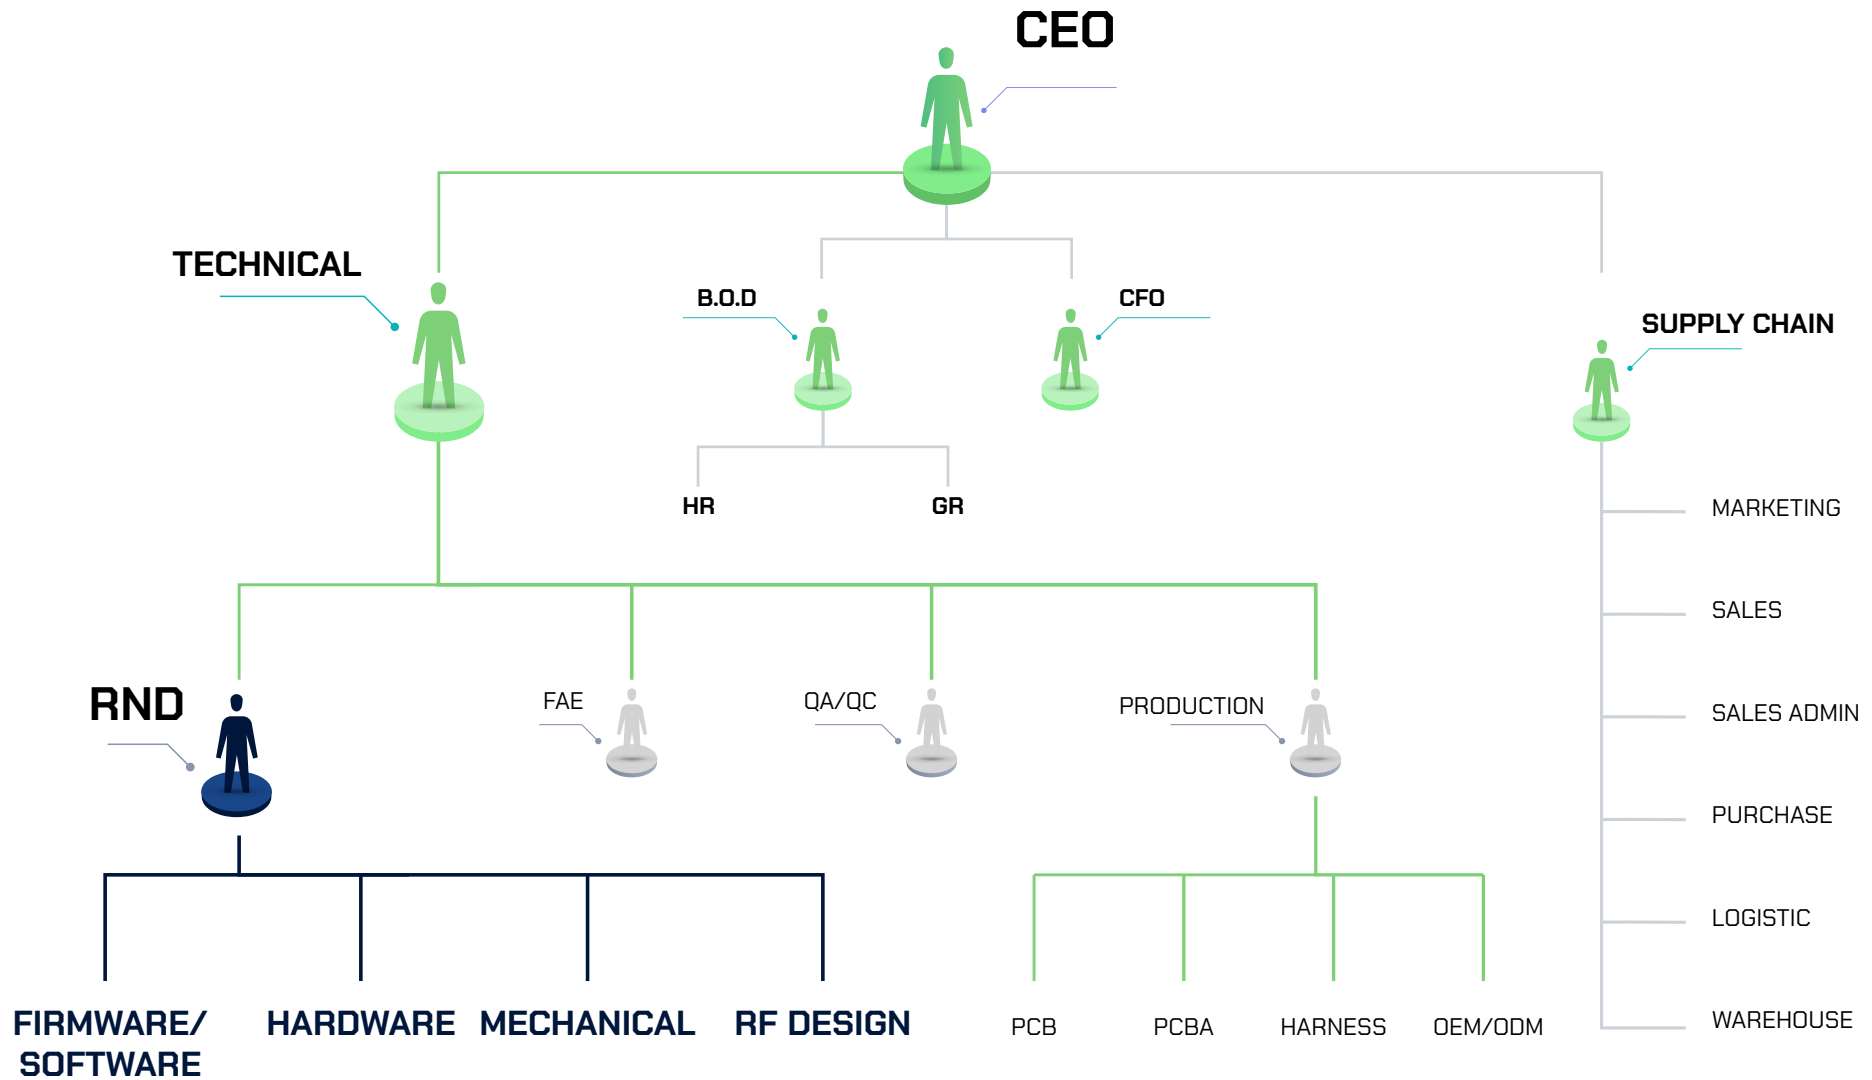 CEO
TECHNICAL
B.O.D
CFO
SUPPLY CHAIN
HR
GR
MARKETING
SALES
SALES ADMIN
PURCHASE
LOGISTIC
WAREHOUSE
RND
FAE
QA/QC
PRODUCTION
FIRMWARE/
SOFTWARE
HARDWARE
MECHANICAL
RF DESIGN
PCB
PCBA
HARNESS
OEM/ODM